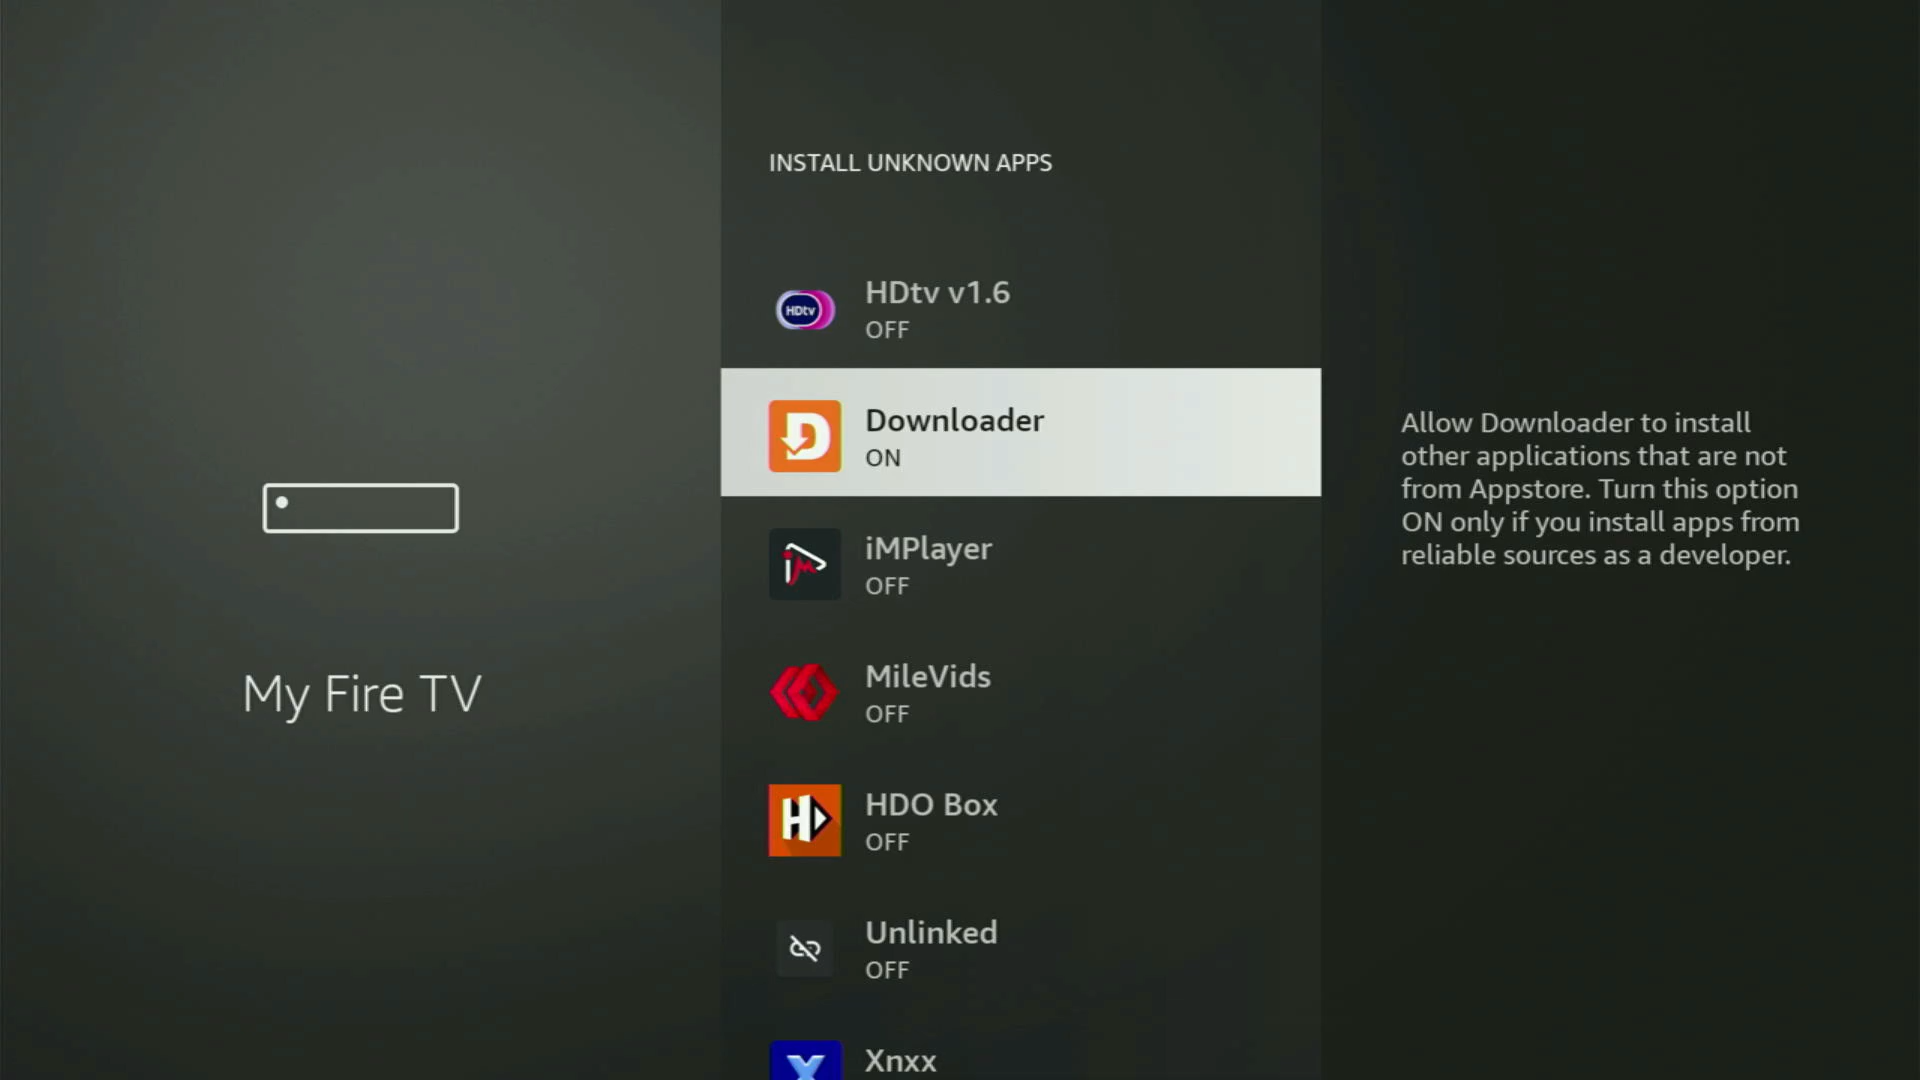 INSTALL UNKNOWN APPS
HDtv
HDtv v1.6
OFF
Downloader
ON
Allow Downloader to install
other applications that are not
from Appstore. Turn this option
ON only if you install apps from
reliable sources as a developer.
iM
iMPlayer
OFF
My Fire TV
MileVids
OFF
HDO Box
OFF
Unlinked
OFF
X
Xnxx